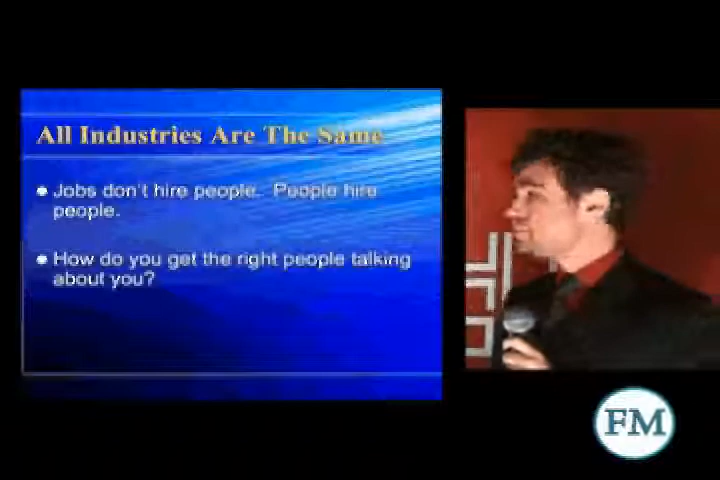 All Industries Are The Same
Jobs don't hire people. People hire
people.
How do you get the right people talking
about you?
FM